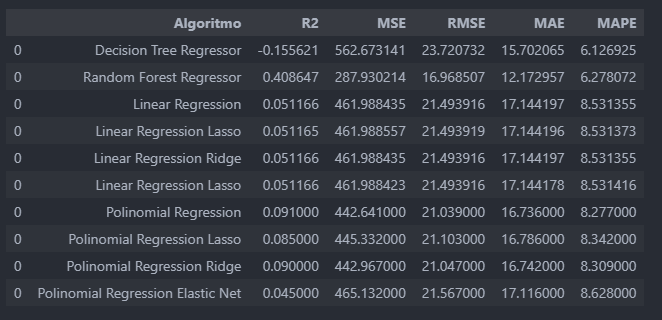 Algoritmo R2 MSE RMSE MAE MAPE
0 Decision Tree Regressor -0.155621 562.673141 23.720732 15.702065 6.126925
0 Random Forest Regressor 0.408647 287.930214 16.968507 12.172957 6.278072
0 Linear Regression 0.051166 461.988435 21.493916 17.144197 8.531355
0 Linear Regression Lasso 0.051165 461.988557 21.493919 17.144196 8.531373
0 Linear Regression Ridge 0.051166 461.988435 21.493916 17.144197 8.531355
0 Linear Regression Lasso 0.051166 461.988423 21.493916 17.144178 8.531416
0 Polinomial Regression 0.091000 442.641000 21.039000 16.736000 8.277000
0 Polinomial Regression Lasso 0.085000 445.332000 21.103000 16.786000 8.342000
0 Polinomial Regression Ridge 0.090000 442.967000 21.047000 16.742000 8.309000
0 Polinomial Regression Elastic Net 0.045000 465.132000 21.567000 17.116000 8.628000